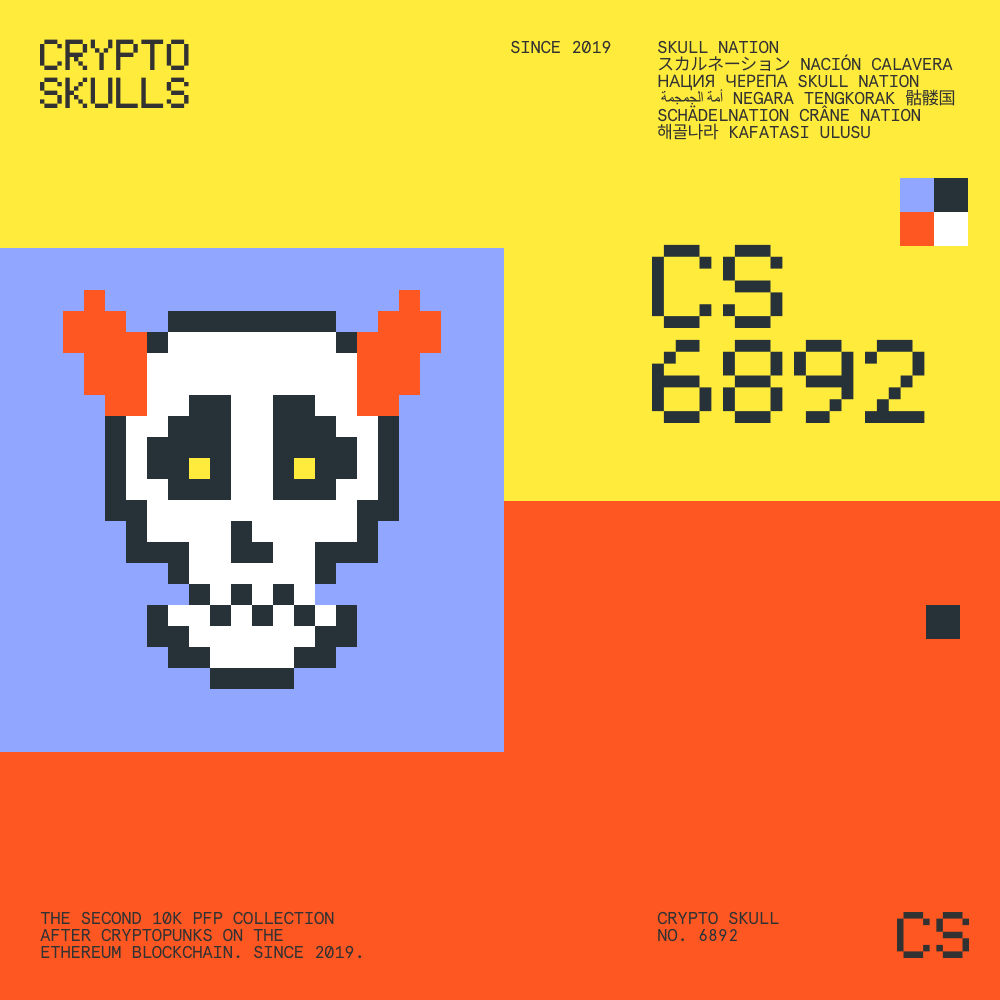 CRYPTO
SKULLS
SINCE 2019
SKULL NATION
スカルネーション NACIÓN CALAVERA
НАЦИЯ ЧЕРЕПА SKULL NATION
أمة الجمجمة NEGARA TENGKORAK 骷髅国
SCHÄDELNATION CRÂNE NATION
해골나라 KAFATASI ULUSU
CS
6892
THE SECOND 10K PFP COLLECTION
AFTER CRYPTOPUNKS ON THE
ETHEREUM BLOCKCHAIN. SINCE 2019.
CRYPTO SKULL
NO. 6892
CS